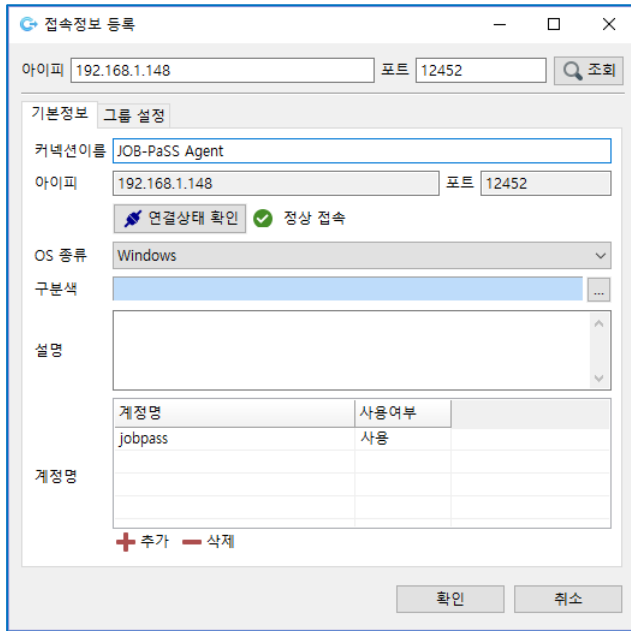 접속정보 등록
아이피 192.168.1.148 포트 12452 조회
기본정보 그룹 설정
커넥션이름 JOB-PaSS Agent
아이피 192.168.1.148 포트 12452
연결상태 확인 정상 접속
OS 종류 Windows
구분색 ...
설명
계정명 사용여부
jobpass 사용
계정명
추가 삭제
확인 취소